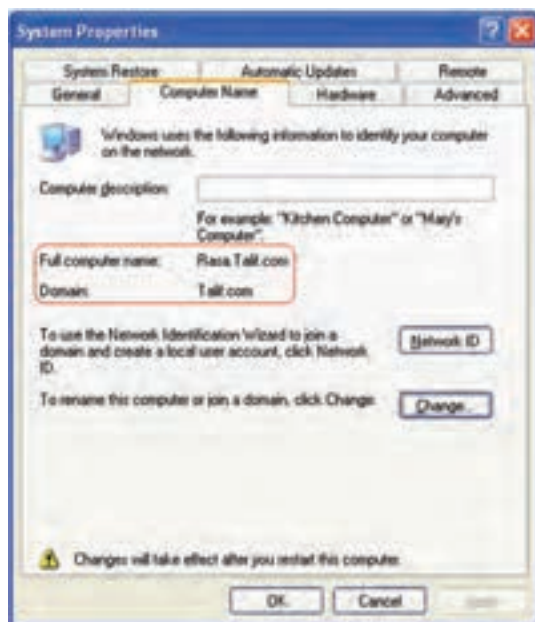 System Properties
System Restore Automatic Updates Remote
General Computer Name Hardware Advanced
Windows uses the following information to identify your computer
on the network.
Computer description:
For example: "Kitchen Computer" or "Mary's
Computer".
Full computer name: Rasa.Talit.com
Domain: Talit.com
To use the Network Identification Wizard to join a
domain and create a local user account, click Network
ID.
Network ID
To rename this computer or join a domain, click Change.
Change...
Changes will take effect after you restart this computer.
OK Cancel